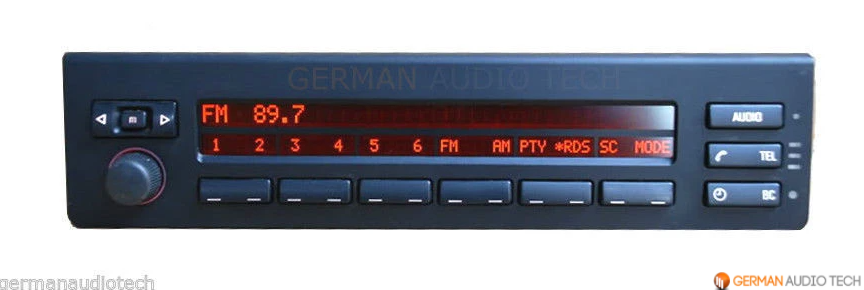 GERMAN AUDIO TECH
FM 89.7
1 2 3 4 5 6 FM AM PTY *RDS SC MODE
m
AUDIO
TEL
BC
germanaudiotech
GERMAN AUDIO TECH